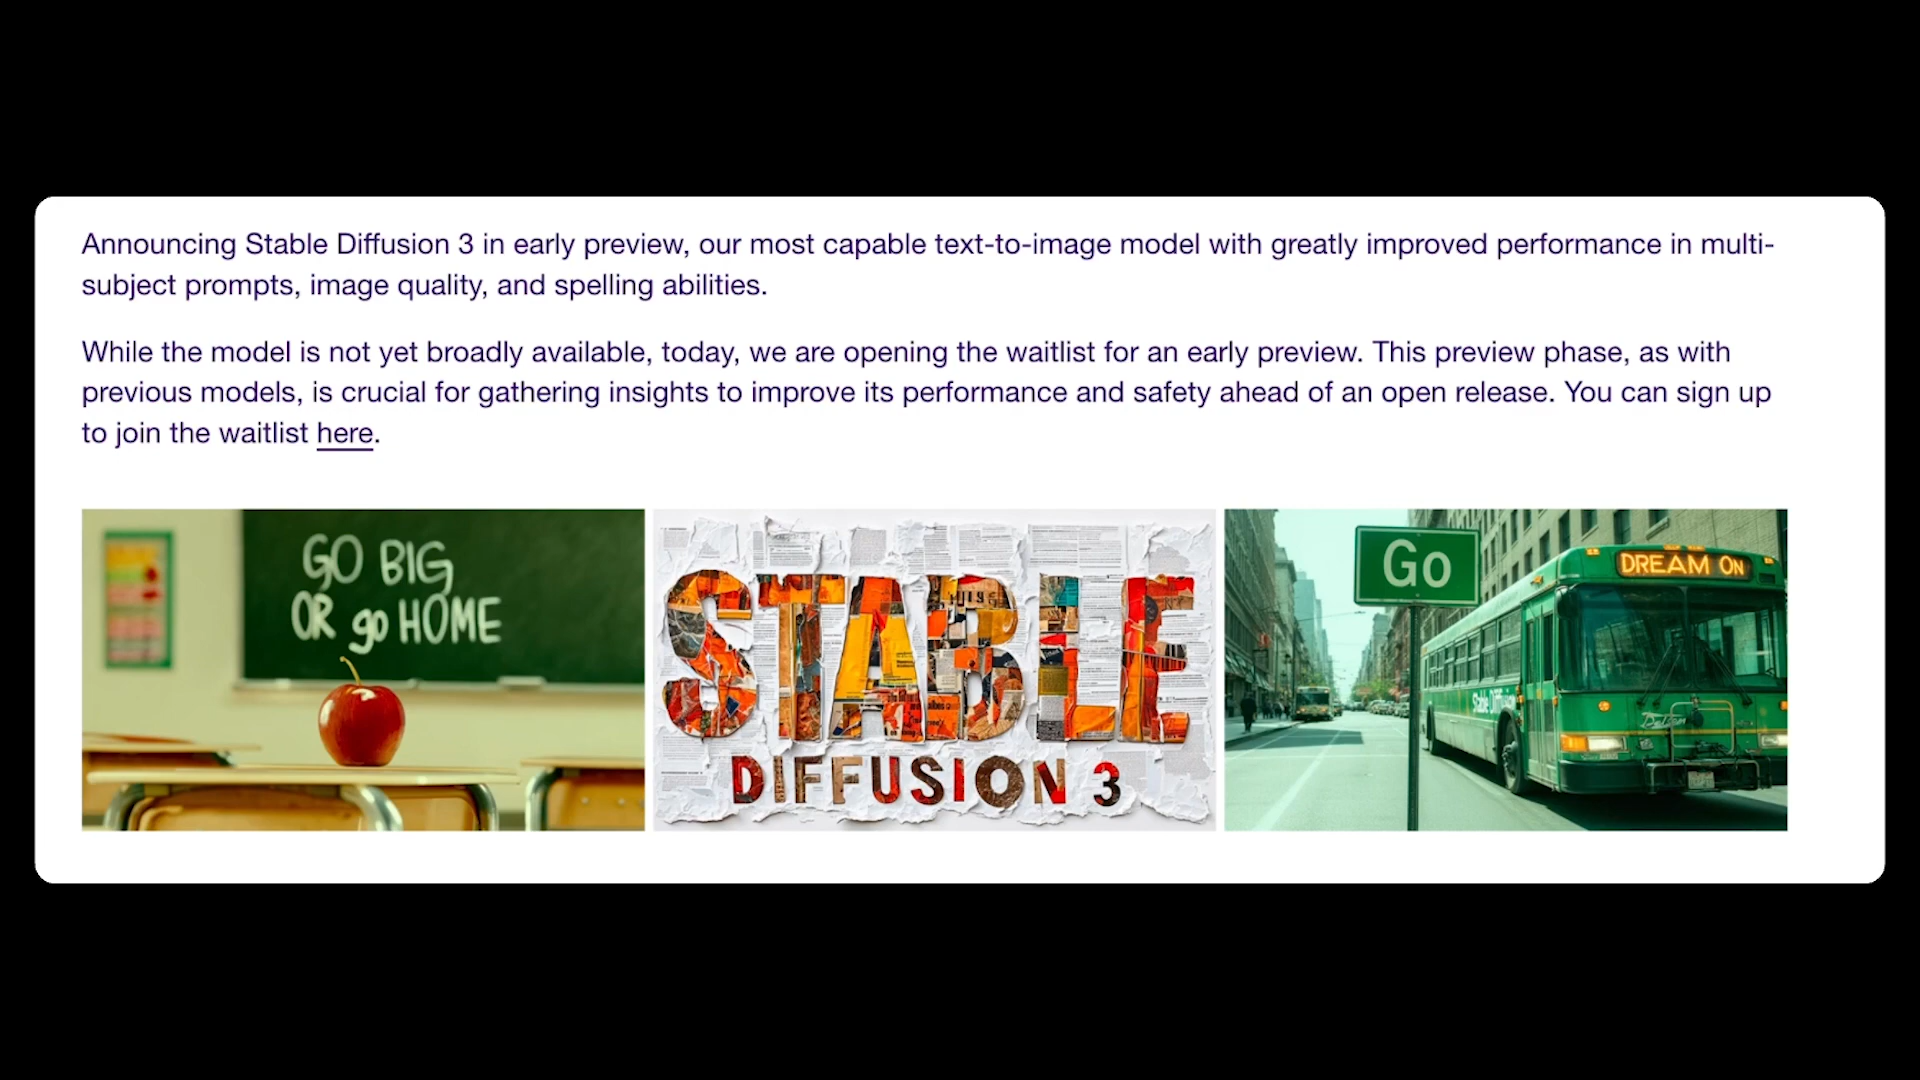 Announcing Stable Diffusion 3 in early preview, our most capable text-to-image model with greatly improved performance in multi-
subject prompts, image quality, and spelling abilities.
While the model is not yet broadly available, today, we are opening the waitlist for an early preview. This preview phase, as with
previous models, is crucial for gathering insights to improve its performance and safety ahead of an open release. You can sign up
to join the waitlist here.
GO BIG
OR go HOME
STABLE
DIFFUSION 3
Go
DREAM ON